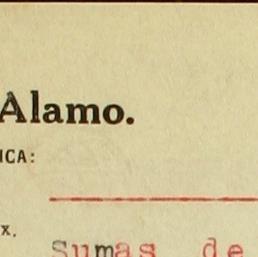 Alamo.
ICA:
x.
Sumas de